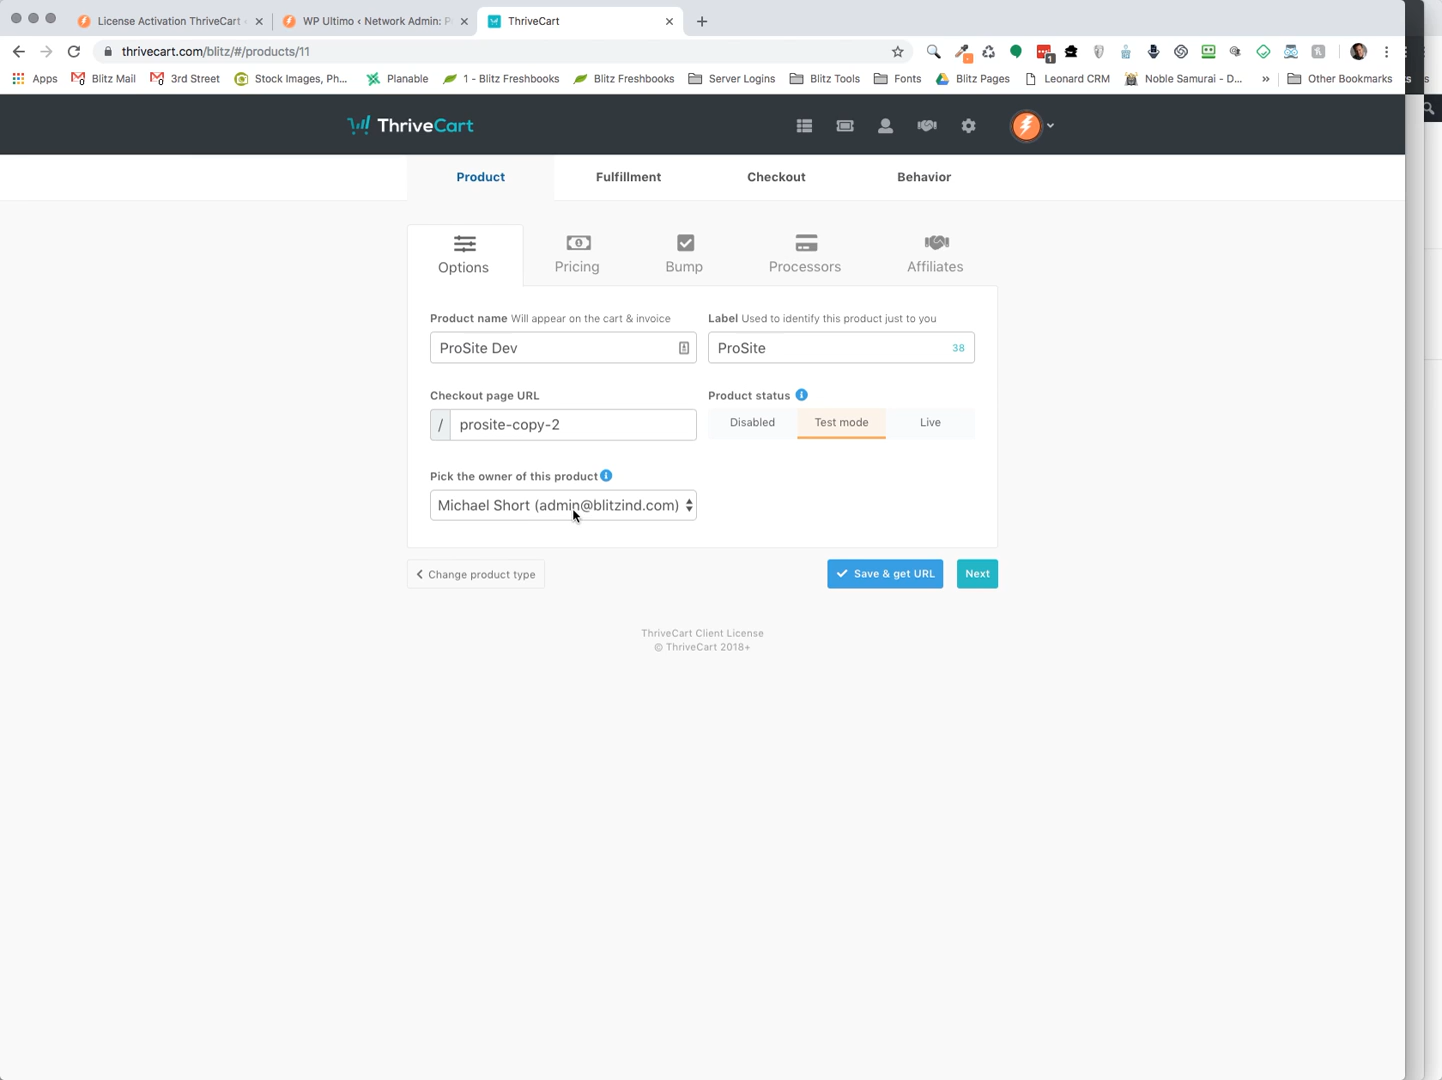 License Activation ThriveCart ‹
WP Ultimo ‹ Network Admin: P
ThriveCart
thrivecart.com/blitz/#/products/11
1
Apps
Blitz Mail
3rd Street
Stock Images, Ph...
Planable
1 - Blitz Freshbooks
Blitz Freshbooks
Server Logins
Blitz Tools
Fonts
Blitz Pages
Leonard CRM
Noble Samurai - D...
»
Other Bookmarks
ThriveCart
Product
Fulfillment
Checkout
Behavior
Options
Pricing
Bump
Processors
Affiliates
Product name Will appear on the cart & invoice
Label Used to identify this product just to you
ProSite Dev
ProSite
38
Checkout page URL
Product status
/ prosite-copy-2
Disabled
Test mode
Live
Pick the owner of this product
Michael Short (admin@blitzind.com)
Change product type
Save & get URL
Next
ThriveCart Client License
© ThriveCart 2018+